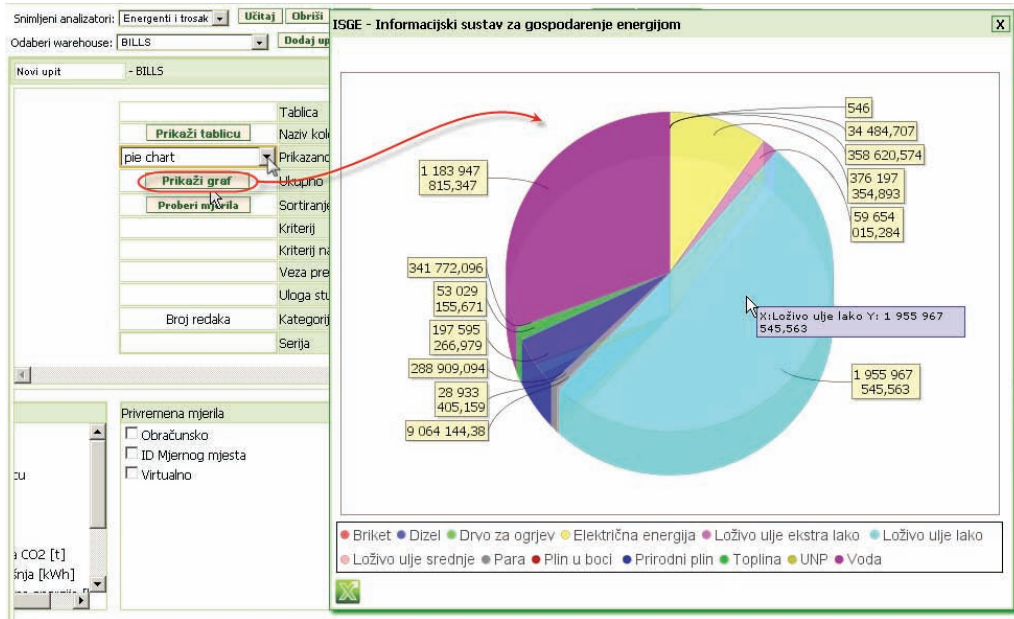 Snimljeni analizatori: Energenti i trosak Učitaj Obriši
Odaberi warehouse: BILLS Dodaj up
Novi upit - BILLS
Tablica
Prikaži tablicu Naziv kol
pie chart Prikazano
Prikaži graf Ukupno
Proberi mjerila Sortiranje
Kriterij
Kriterij na
Veza pre
Uloga stu
Broj redaka Kategorij
Serija
Privremena mjerila
Obračunsko
ID Mjernog mjesta
cu Virtualno
a CO2 [t]
šnja [kWh]
ISGE - Informacijski sustav za gospodarenje energijom X
546
34 484,707
358 620,574
376 197
354,893
59 654
015,284
1 183 947
815,347
341 772,096
53 029
155,671
197 595
266,979
288 909,094
28 933
405,159
9 064 144,38
X:Loživo ulje lako Y: 1 955 967
545,563
1 955 967
545,563
Briket Dizel Drvo za ogrjev Električna energija Loživo ulje ekstra lako Loživo ulje lako
Loživo ulje srednje Para Plin u boci Prirodni plin Toplina UNP Voda